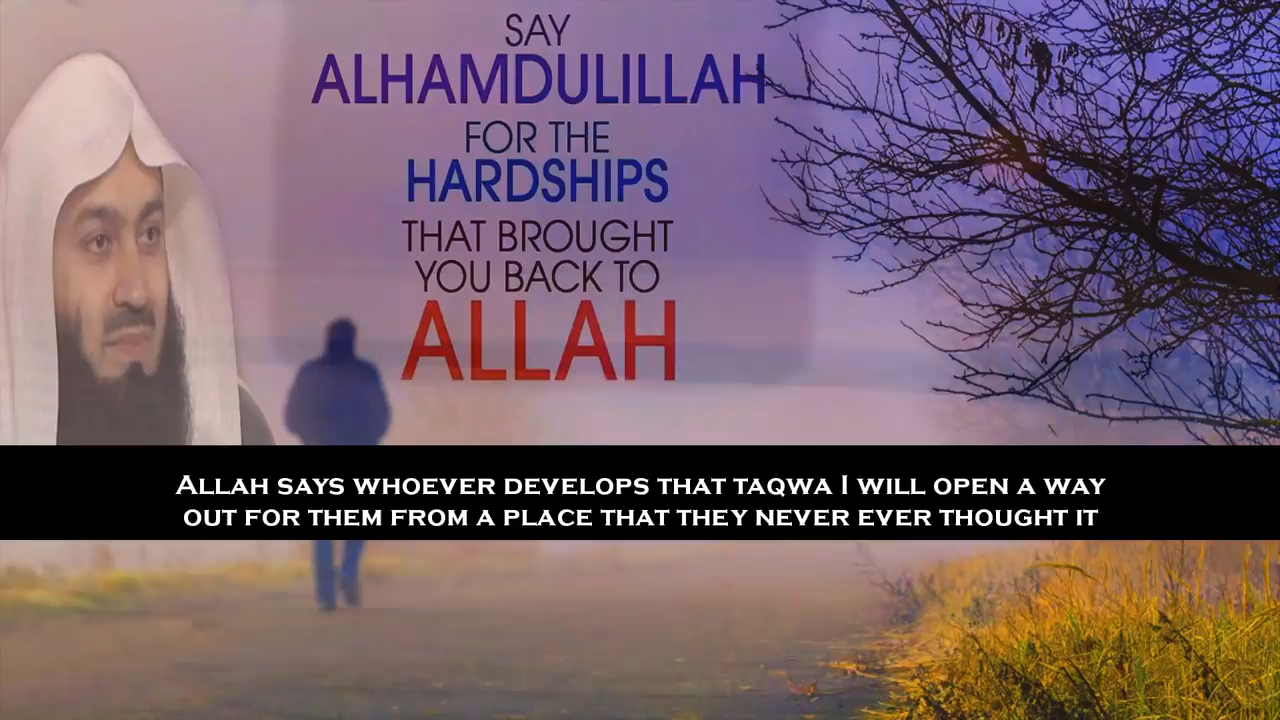 SAY
ALHAMDULILLAH
FOR THE
HARDSHIPS
THAT BROUGHT
YOU BACK TO
ALLAH
ALLAH SAYS WHOEVER DEVELOPS THAT TAQWA I WILL OPEN A WAY
OUT FOR THEM FROM A PLACE THAT THEY NEVER EVER THOUGHT IT